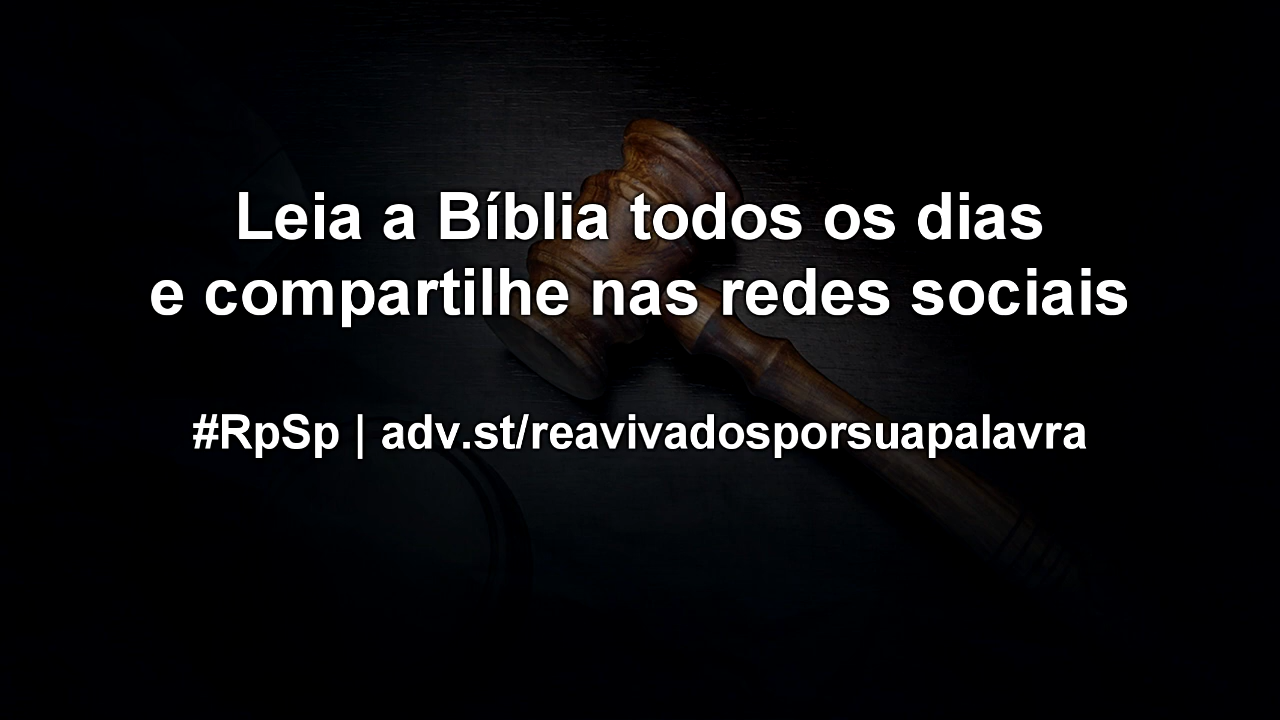 Leia a Bíblia todos os dias
e compartilhe nas redes sociais
#RpSp | adv.st/reavivadosporsuapalavra